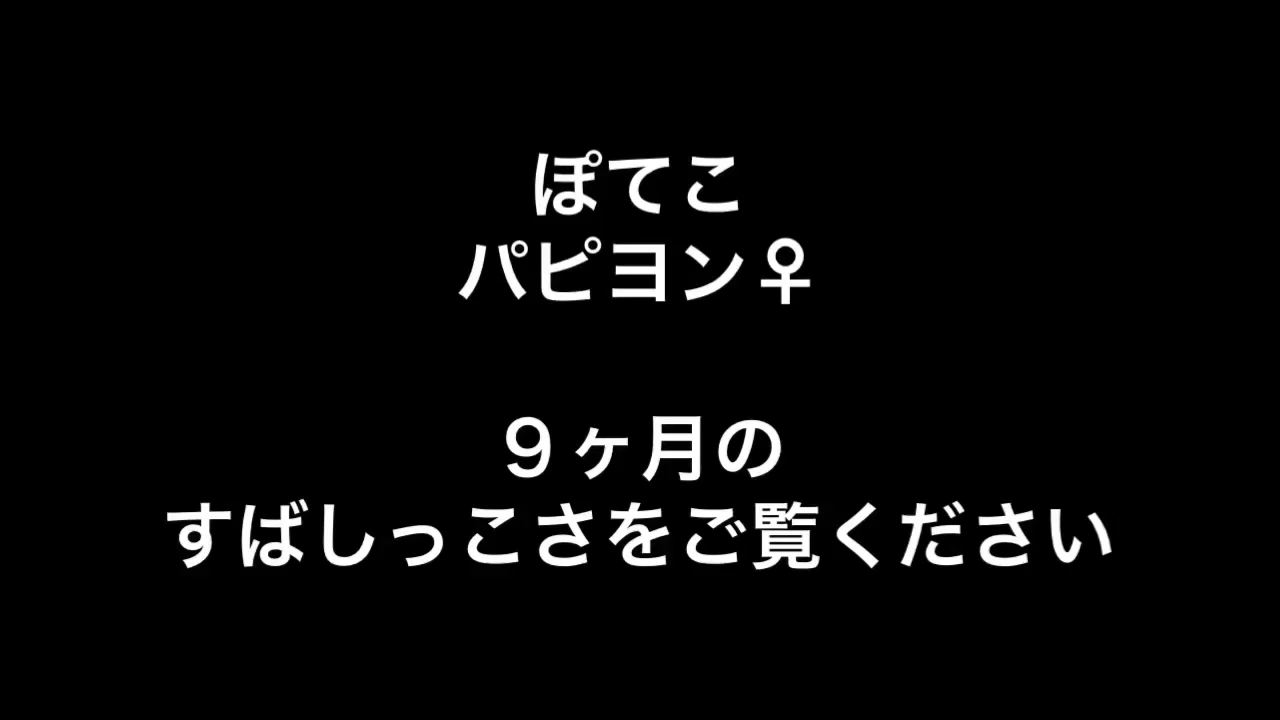 ぽてこ
パピヨン♀
９ヶ月の
すばしっこさをご覧ください